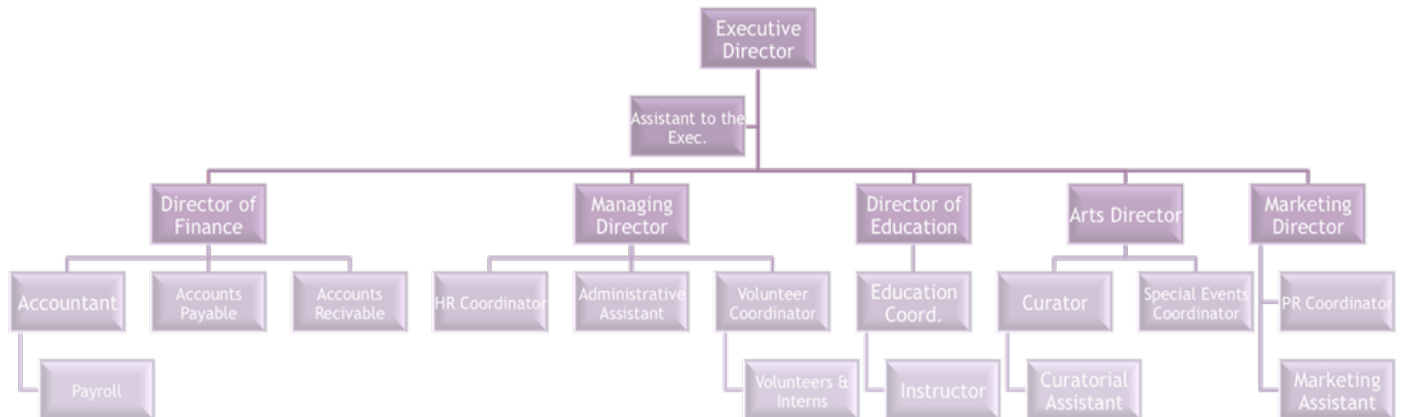 Executive
Director
Assistant to the
Exec.
Director of
Finance
Managing
Director
Director of
Education
Arts Director
Marketing
Director
Accountant
Accounts
Payable
Accounts
Recivable
HR Coordinator
Administrative
Assistant
Volunteer
Coordinator
Education
Coord.
Curator
Special Events
Coordinator
PR Coordinator
Payroll
Volunteers &
Interns
Instructor
Curatorial
Assistant
Marketing
Assistant